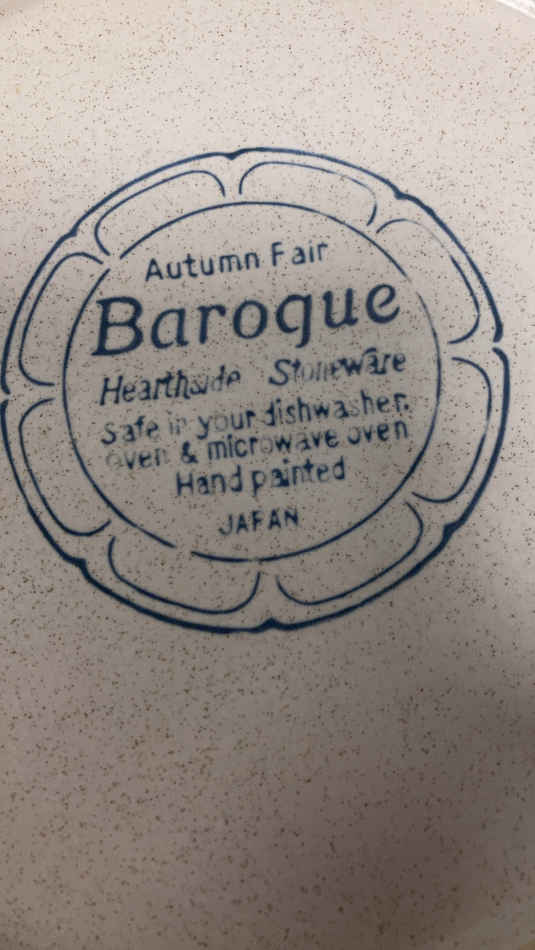 Autumn Fair
Baroque
Hearthside Stoneware
Safe in your dishwasher,
oven & microwave oven
Hand painted
JAPAN